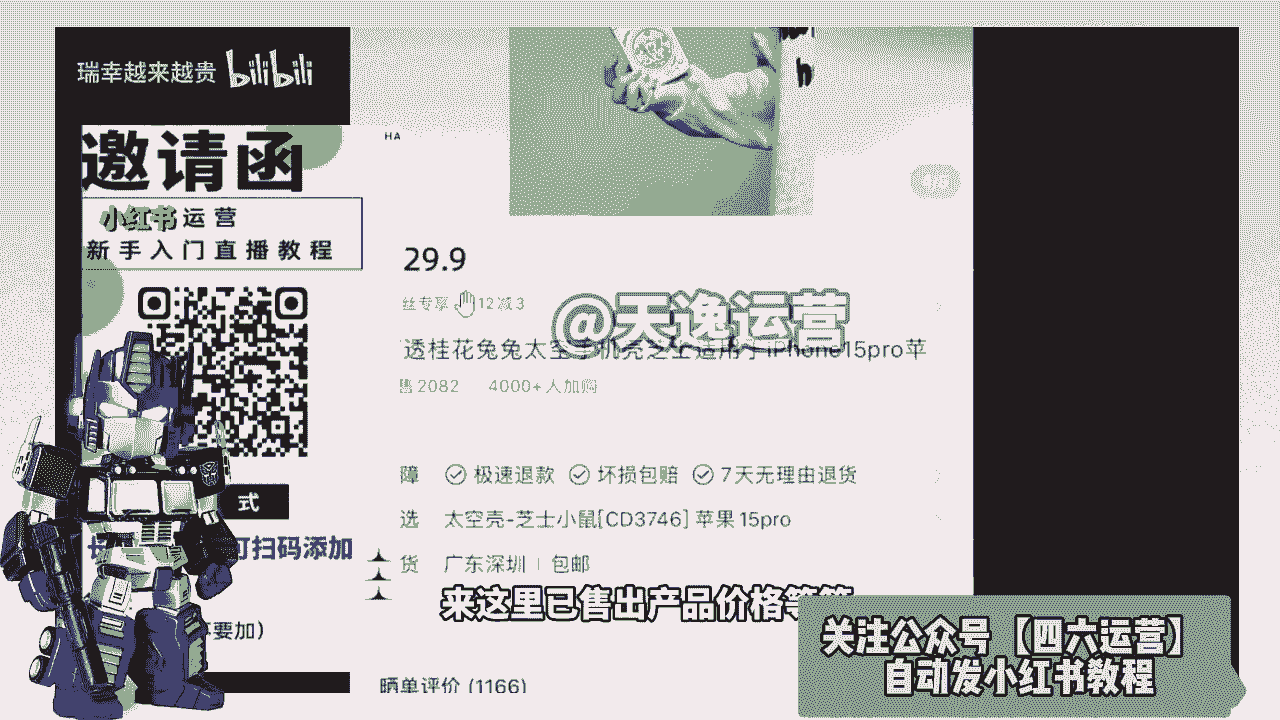 瑞幸越来越贵 bilibili
邀请函
小红书运营
新手入门直播教程
式
可扫码添加
要加）
HA
29.9
专享 12减3
@天逸运营
透桂花兔兔太空手机壳芝士适用于iPhone15pro苹
售2082 4000+人加购
障 极速退款 坏损包赔 7天无理由退货
选 太空壳-芝士小鼠[CD3746] 苹果15pro
货 广东深圳 | 包邮
来这里已售出产品价格等等
晒单评价 (1166)
关注公众号【四六运营】
自动发小红书教程